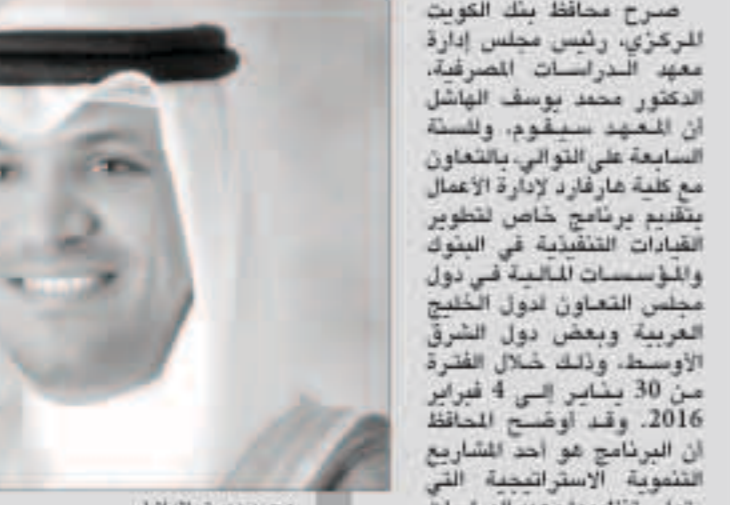 صرح محافظ بنك الكويت
المركزي، رئيس مجلس إدارة
معهد الدراسات المصرفية،
الدكتور محمد يوسف الهاشل
أن المعهد سيقوم، وللسنة
السابعة على التوالي، بالتعاون
مع كلية هارفارد لإدارة الأعمال
بتقديم برنامج خاص لتطوير
القيادات التنفيذية في البنوك
والمؤسسات المالية في دول
مجلس التعاون لدول الخليج
العربية وبعض دول الشرق
الأوسط، وذلك خلال الفترة
من 30 يناير إلى 4 فبراير
2016. وقد أوضح المحافظ
أن البرنامج هو أحد المشاريع
التنموية الاستراتيجية التي